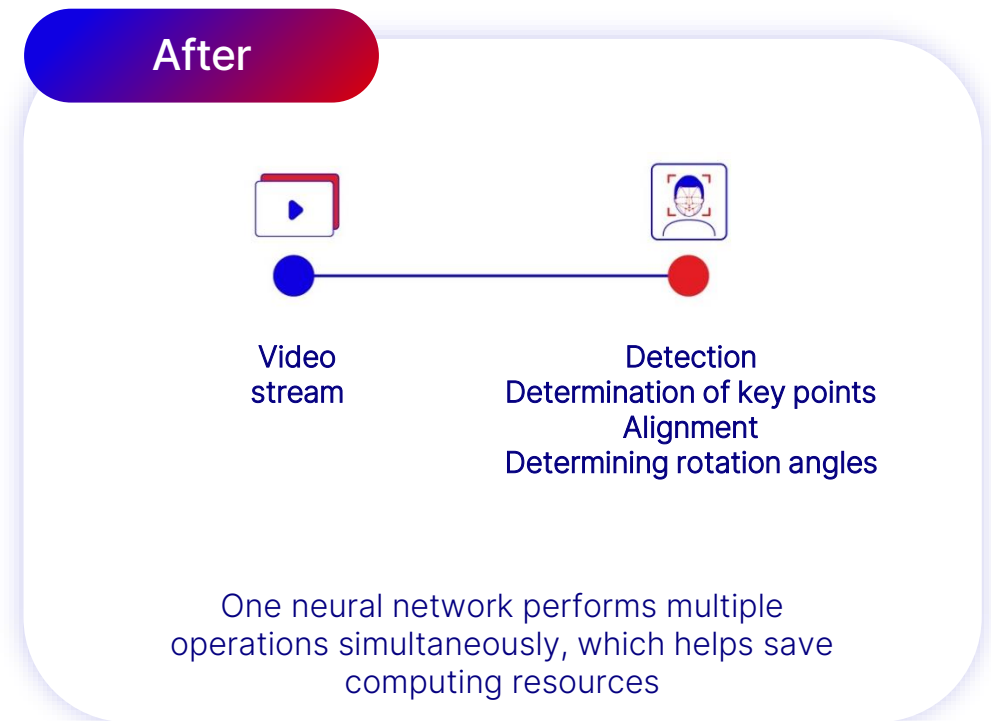 After
Video
stream
Detection
Determination of key points
Alignment
Determining rotation angles
One neural network performs multiple
operations simultaneously, which helps save
computing resources